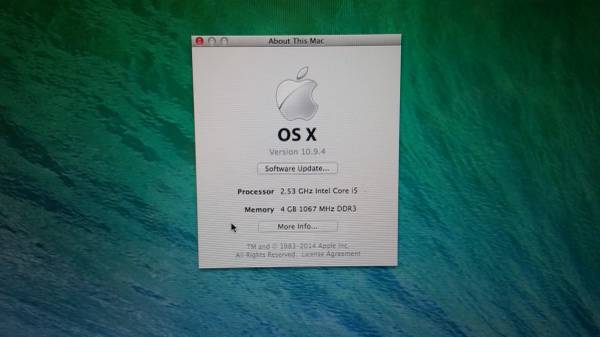 About This Mac
OS X
Version 10.9.4
Software Update...
Processor 2.53 GHz Intel Core i5
Memory 4 GB 1067 MHz DDR3
More Info...
TM and © 1983–2014 Apple Inc.
All Rights Reserved. License Agreement